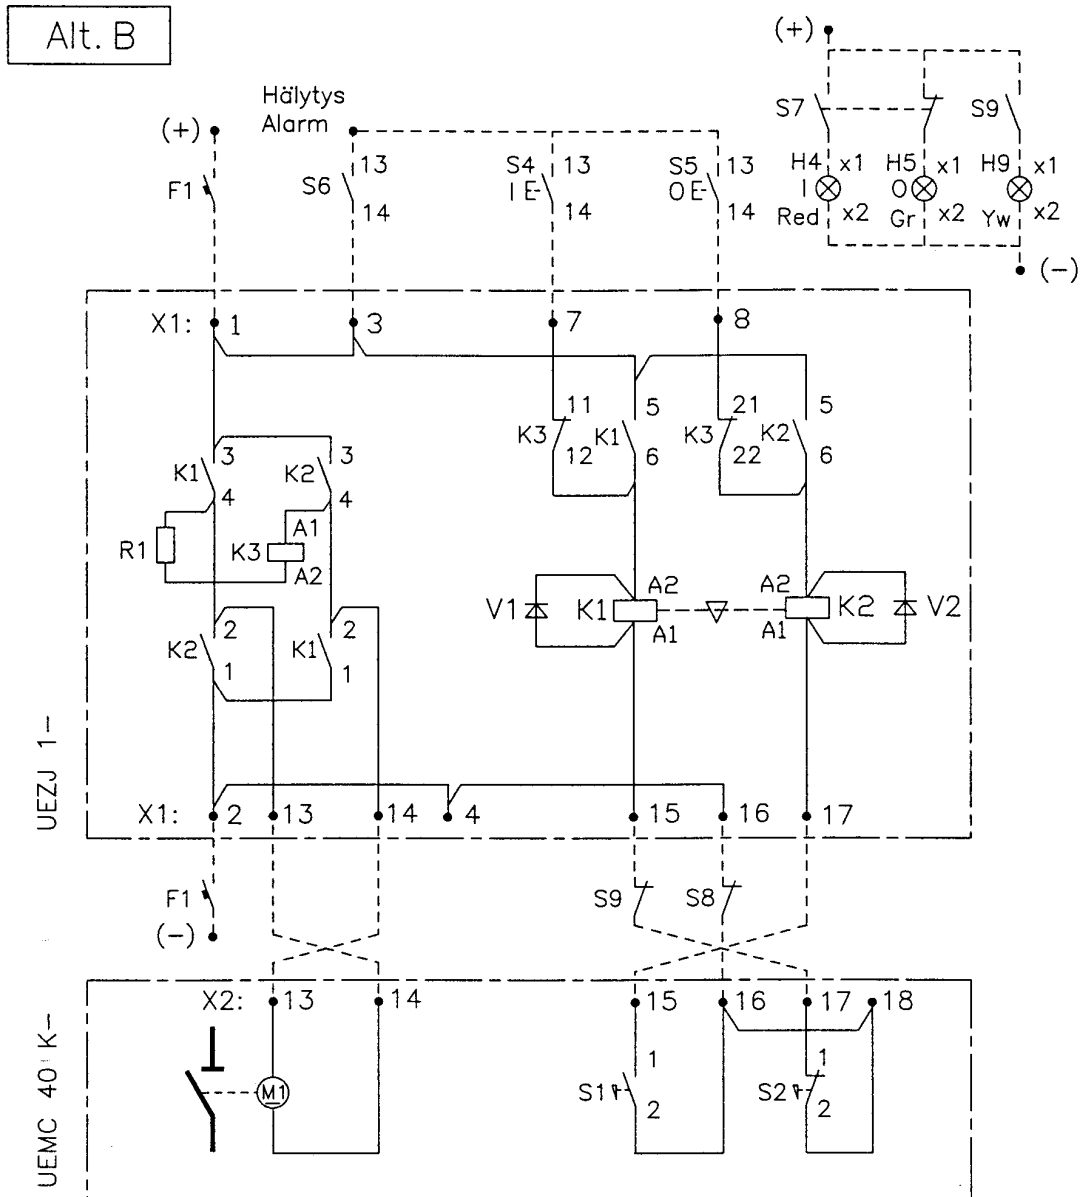 Alt. B
(+)
S7
S9
H4 x1
H5 x1
H9 x1
I
O
Red x2
Gr x2
Yw x2
(-)
Hälytys
Alarm
(+)
F1
S6
13
14
S4 13
I E-
14
S5 13
O E-
14
X1: 1
3
7
8
K1 3
4
K2 3
4
K3 11
12
K1 5
6
K3 21
22
K2 5
6
R1
K3
A1
A2
V1
K1
A2
A1
A2
A1
K2
V2
K2 2
1
K1 2
1
UEZJ 1-
X1: 2
13
14
4
15
16
17
F1
(-)
S9
S8
X2: 13
14
15
16
17
18
M1
S1 1
2
S2 1
2
UEMC 40 K-